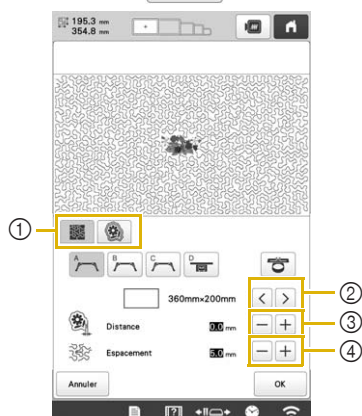 195.3 mm
354.8 mm
①
A B C D
360mm×200mm ②
Distance 0.0 mm ③
Espacement 5.0 mm ④
Annuler OK
?